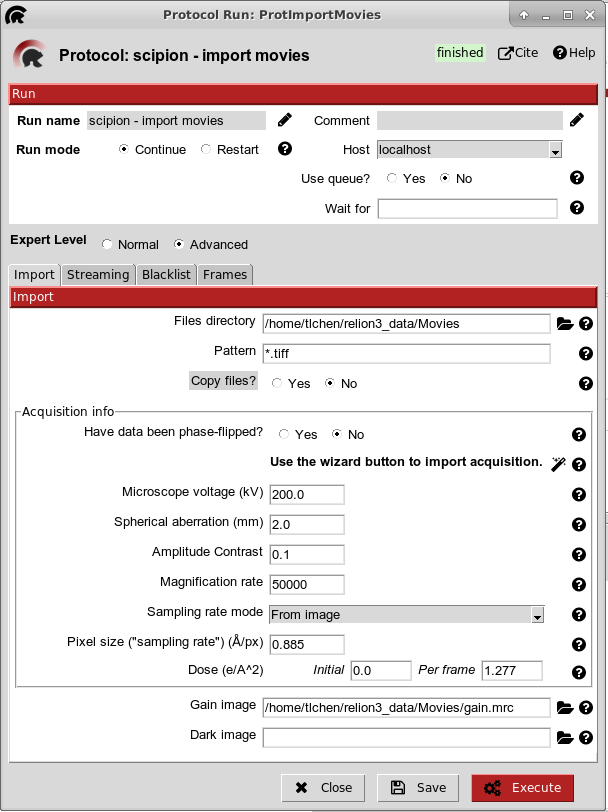 Protocol Run: ProtImportMovies
Protocol: scipion - import movies
finished Cite Help
Run
Run name scipion - import movies Comment
Run mode Continue Restart Host localhost
Use queue? Yes No
Wait for
Expert Level Normal Advanced
Import Streaming Blacklist Frames
Import
Files directory /home/tlchen/relion3_data/Movies
Pattern *.tiff
Copy files? Yes No
Acquisition info
Have data been phase-flipped? Yes No
Use the wizard button to import acquisition.
Microscope voltage (kV) 200.0
Spherical aberration (mm) 2.0
Amplitude Contrast 0.1
Magnification rate 50000
Sampling rate mode From image
Pixel size ("sampling rate") (Å/px) 0.885
Dose (e/A^2) Initial 0.0 Per frame 1.277
Gain image /home/tlchen/relion3_data/Movies/gain.mrc
Dark image
Close Save Execute